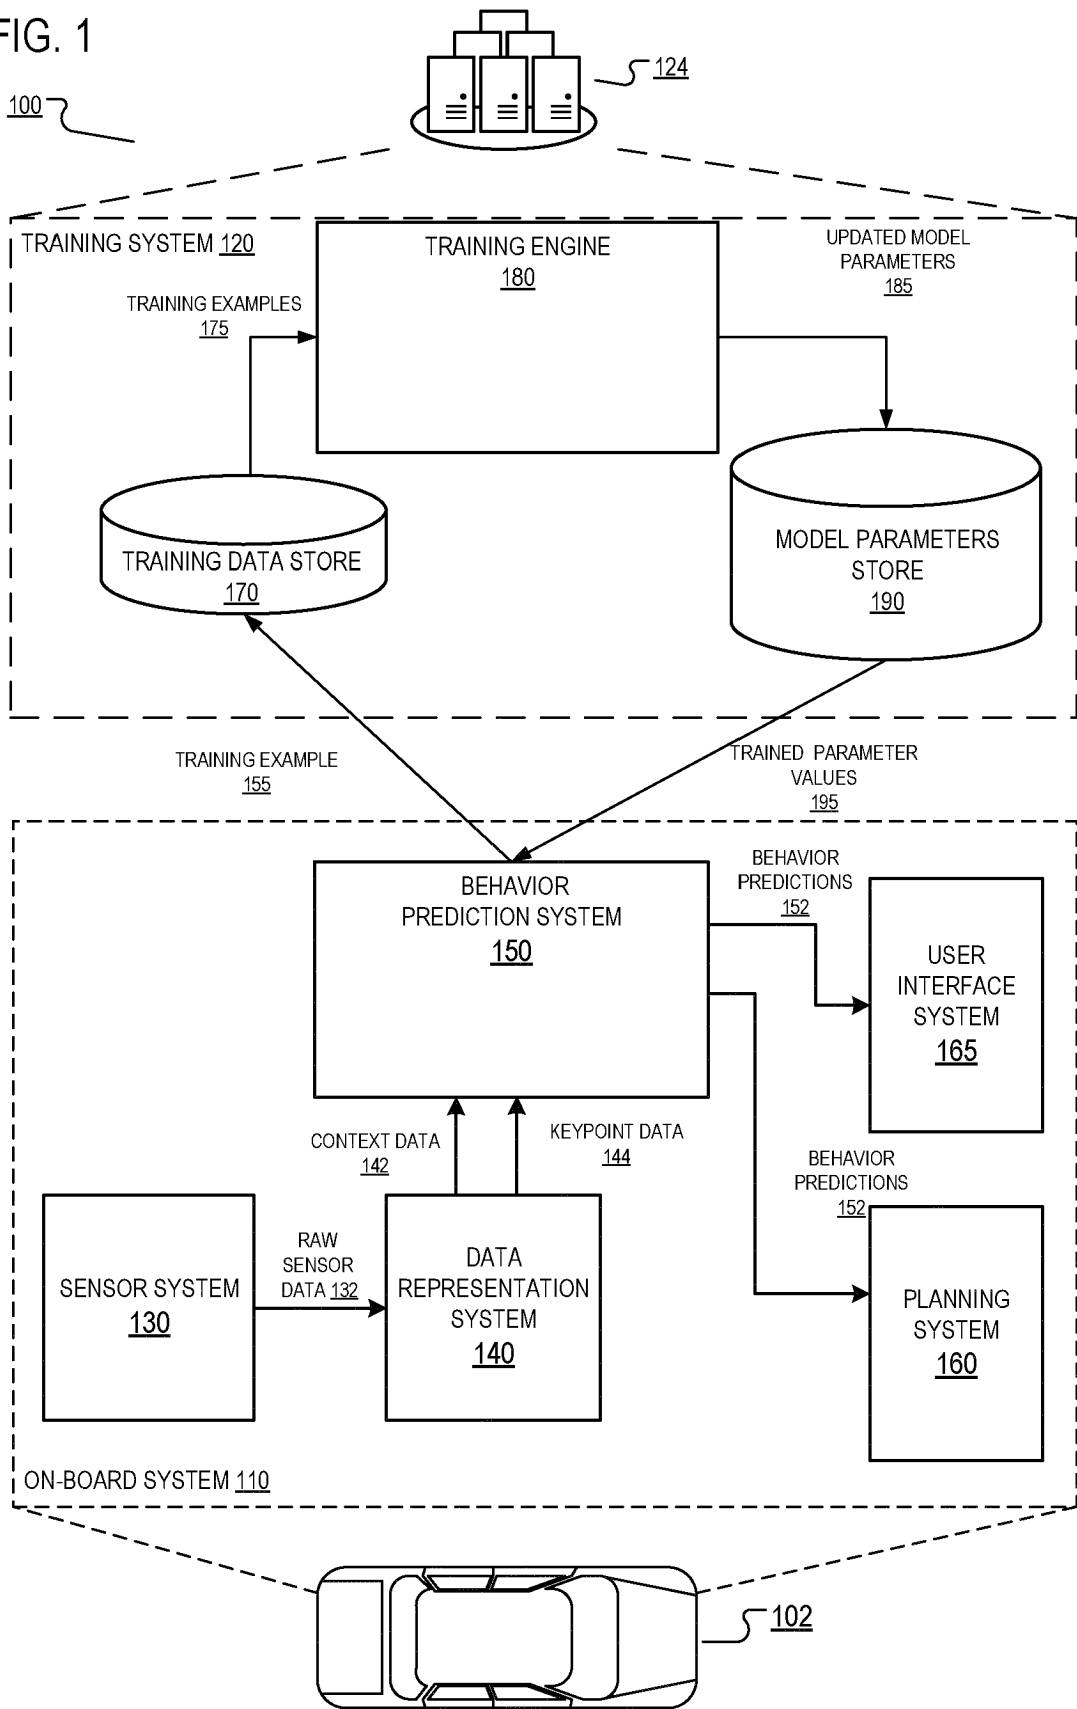 FIG. 1
124
100
TRAINING SYSTEM 120
TRAINING ENGINE
180
UPDATED MODEL
PARAMETERS
185
TRAINING EXAMPLES
175
TRAINING DATA STORE
170
MODEL PARAMETERS
STORE
190
TRAINING EXAMPLE
155
TRAINED PARAMETER
VALUES
195
BEHAVIOR
PREDICTION SYSTEM
150
BEHAVIOR
PREDICTIONS
152
USER
INTERFACE
SYSTEM
165
CONTEXT DATA
142
KEYPOINT DATA
144
BEHAVIOR
PREDICTIONS
152
SENSOR SYSTEM
130
RAW
SENSOR
DATA 132
DATA
REPRESENTATION
SYSTEM
140
PLANNING
SYSTEM
160
ON-BOARD SYSTEM 110
102